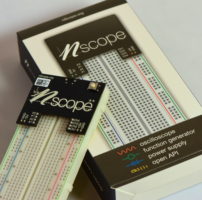 nscope
oscilloscope
function generator
power supply
open API
nscope